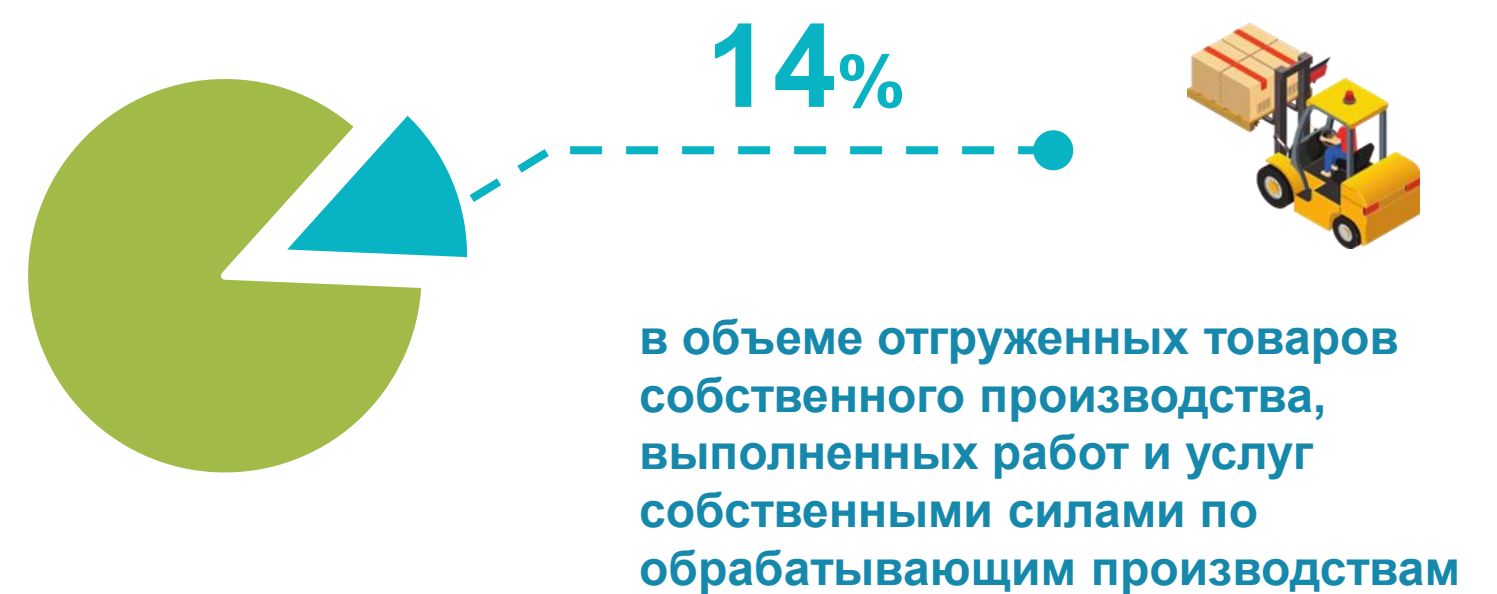 14%
в объеме отгруженных товаров
собственного производства,
выполненных работ и услуг
собственными силами по
обрабатывающим производствам